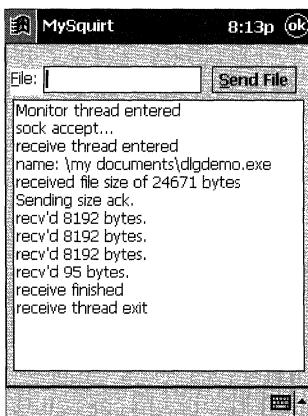 MySquirt 8:13p ok
File: Send File
Monitor thread entered
sock accept...
receive thread entered
name: \my documents\dlgdemo.exe
received file size of 24671 bytes
Sending size ack.
recv'd 8192 bytes.
recv'd 8192 bytes.
recv'd 8192 bytes.
recv'd 95 bytes.
receive finished
receive thread exit